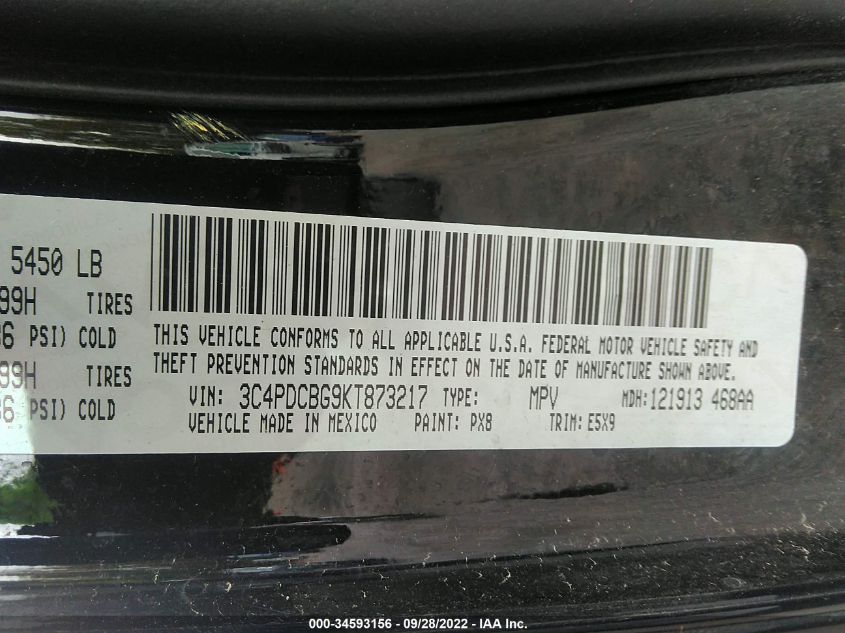 5450 LB
99H TIRES
36 PSI) COLD
99H TIRES
36 PSI) COLD
THIS VEHICLE CONFORMS TO ALL APPLICABLE U.S.A. FEDERAL MOTOR VEHICLE SAFETY AND
THEFT PREVENTION STANDARDS IN EFFECT ON THE DATE OF MANUFACTURE SHOWN ABOVE.
VIN: 3C4PDCBG9KT873217 TYPE: MPV MDH:121913 468AA
VEHICLE MADE IN MEXICO PAINT: PX8 TRIM: E5X9
000-34593156 - 09/28/2022 - IAA Inc.